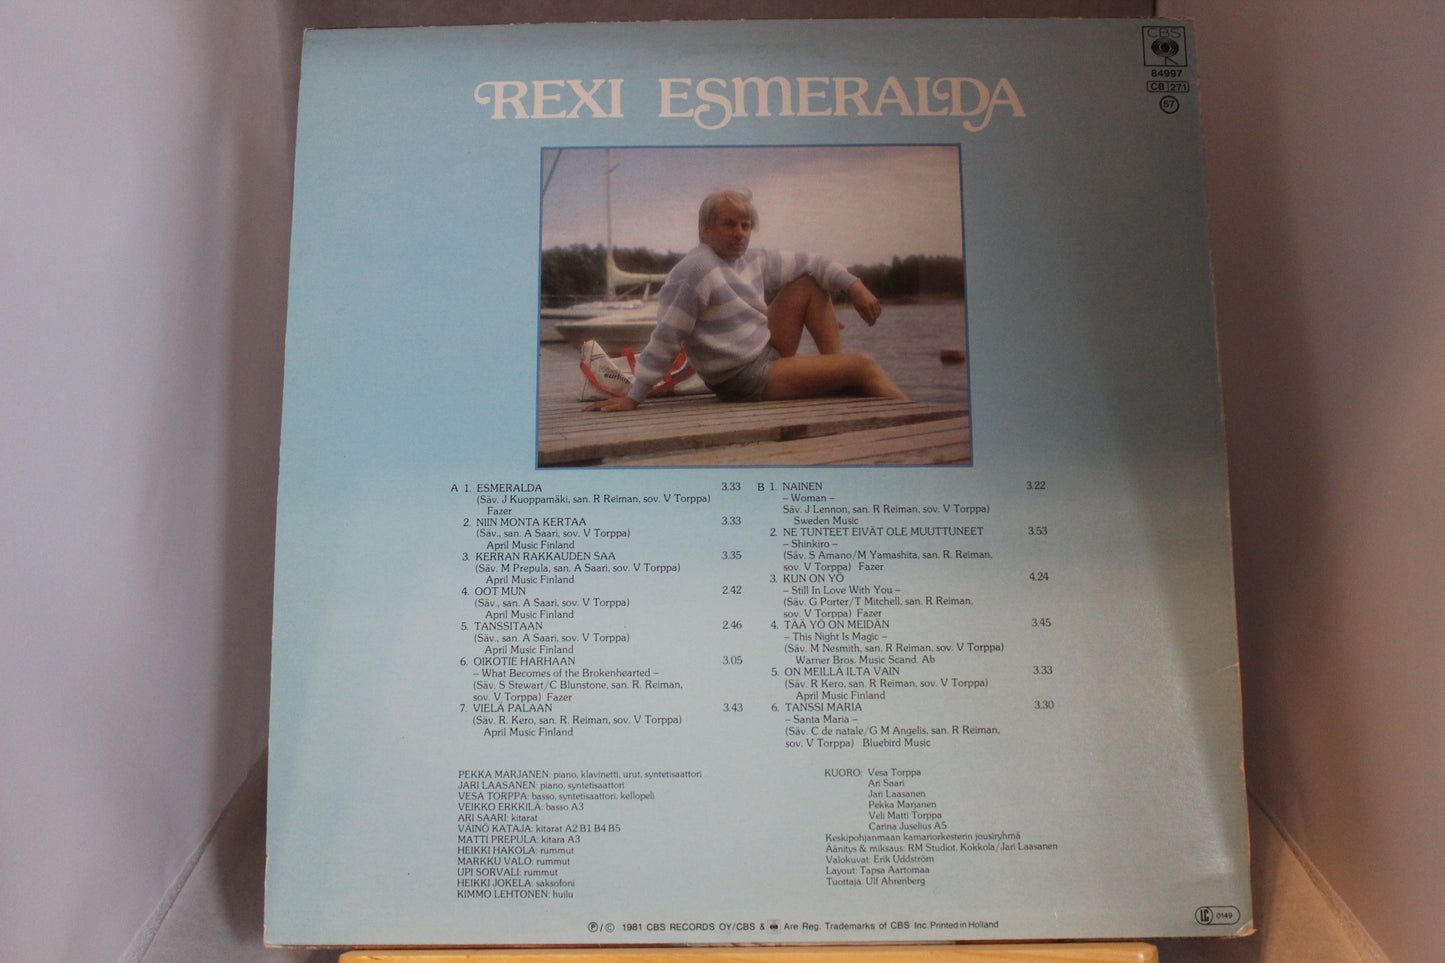 CBS
84997
CB 271
57
REXI ESMERALDA
A 1. ESMERALDA 3.33
(Säv. J Kuoppamäki, san. R Reiman, sov. V Torppa)
Fazer
2. NIIN MONTA KERTAA 3.33
(Säv., san. A Saari, sov. V Torppa)
April Music Finland
3. KERRAN RAKKAUDEN SAA 3.35
(Säv. M Prepula, san. A Saari, sov. V Torppa)
April Music Finland
4. OOT MUN 2.42
(Säv., san. A Saari, sov. V Torppa)
April Music Finland
5. TANSSITAAN 2.46
(Säv., san. A Saari, sov. V Torppa)
April Music Finland
6. OIKOTIE HARHAAN 3.05
– What Becomes of the Brokenhearted –
(Säv. S Stewart/C Blunstone, san. R. Reiman,
sov. V Torppa) Fazer
7. VIELÄ PALAAN 3.43
(Säv. R. Kero, san. R. Reiman, sov. V Torppa)
April Music Finland
B 1. NAINEN 3.22
– Woman –
Säv. J Lennon, san. R Reiman, sov. V Torppa)
Sweden Music
2. NE TUNTEET EIVÄT OLE MUUTTUNEET 3.53
– Shinkiro –
(Säv. S Amano/M Yamashita, san. R. Reiman,
sov. V Torppa) Fazer
3. KUN ON YÖ 4.24
– Still In Love With You –
(Säv. G Porter/T Mitchell, san. R Reiman,
sov. V Torppa) Fazer
4. TÄÄ YÖ ON MEIDÄN 3.45
– This Night Is Magic –
(Säv. M Nesmith, san. R Reiman, sov. V Torppa)
Warner Bros. Music Scand. Ab
5. ON MEILLÄ ILTA VAIN 3.33
(Säv. R Kero, san. R Reiman, sov. V Torppa)
April Music Finland
6. TANSSI MARIA 3.30
– Santa Maria –
(Säv. C de natale/G M Angelis, san. R Reiman,
sov. V Torppa) Bluebird Music
PEKKA MARJANEN: piano, klavinetti, urut, syntetisaattori
JARI LAASANEN: piano, syntetisaattori
VESA TORPPA: basso, syntetisaattori, kellopeli
VEIKKO ERKKILÄ: basso A3
ARI SAARI: kitarat
VÄINÖ KATAJA: kitarat A2 B1 B4 B5
MATTI PREPULA: kitara A3
HEIKKI HAKOLA: rummut
MARKKU VALO: rummut
UPI SORVALI: rummut
HEIKKI JOKELA: saksofoni
KIMMO LEHTONEN: huilu
KUORO: Vesa Torppa
Ari Saari
Jari Laasanen
Pekka Marjanen
Veli Matti Torppa
Carina Juselius A5
Keskipohjanmaan kamariorkesterin jousiryhmä
Äänitys & miksaus: RM Studiot, Kokkola/Jari Laasanen
Valokuvat: Erik Uddström
Layout: Tapsa Aartomaa
Tuottaja: Ulf Ahrenberg
LC 0149
Ⓟ/© 1981 CBS RECORDS OY/CBS & Are Reg. Trademarks of CBS Inc. Printed in Holland